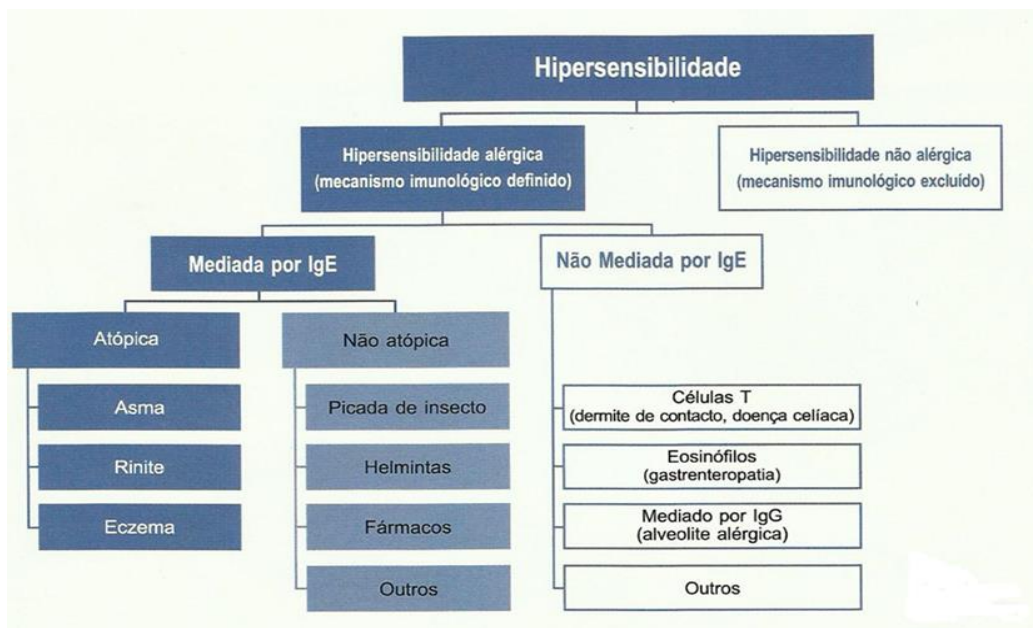 Hipersensibilidade
Hipersensibilidade alérgica
(mecanismo imunológico definido)
Hipersensibilidade não alérgica
(mecanismo imunológico excluído)
Mediada por IgE
Não Mediada por IgE
Atópica
Não atópica
Asma
Picada de insecto
Células T
(dermite de contacto, doença celíaca)
Rinite
Helmintas
Eosinófilos
(gastrenteropatia)
Eczema
Fármacos
Mediado por IgG
(alveolite alérgica)
Outros
Outros